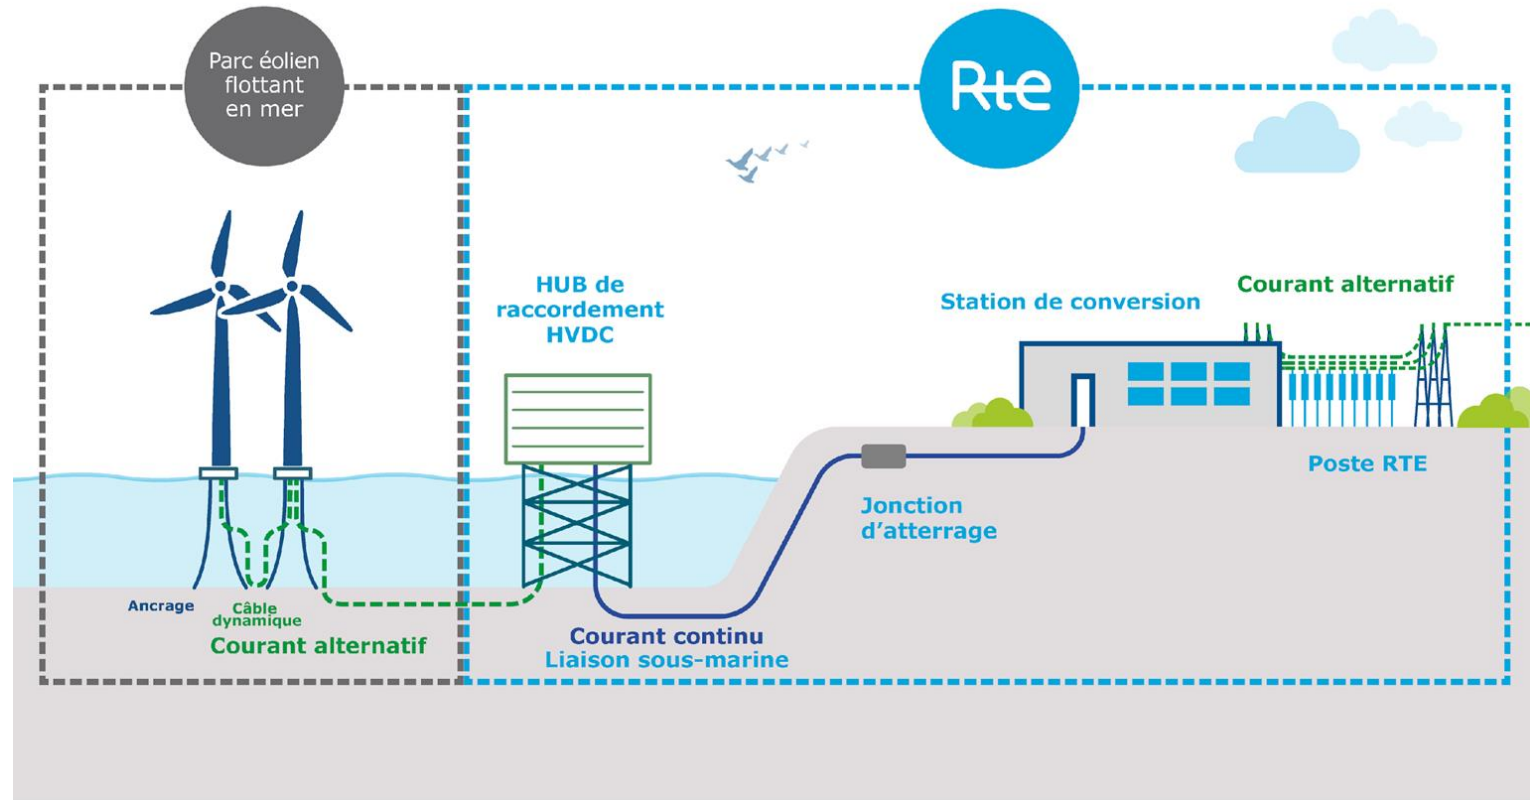 Parc éolien
flottant
en mer
Rte
HUB de
raccordement
HVDC
Station de conversion
Courant alternatif
Poste RTE
Jonction
d’atterrage
Ancrage
Câble
dynamique
Courant alternatif
Courant continu
Liaison sous-marine